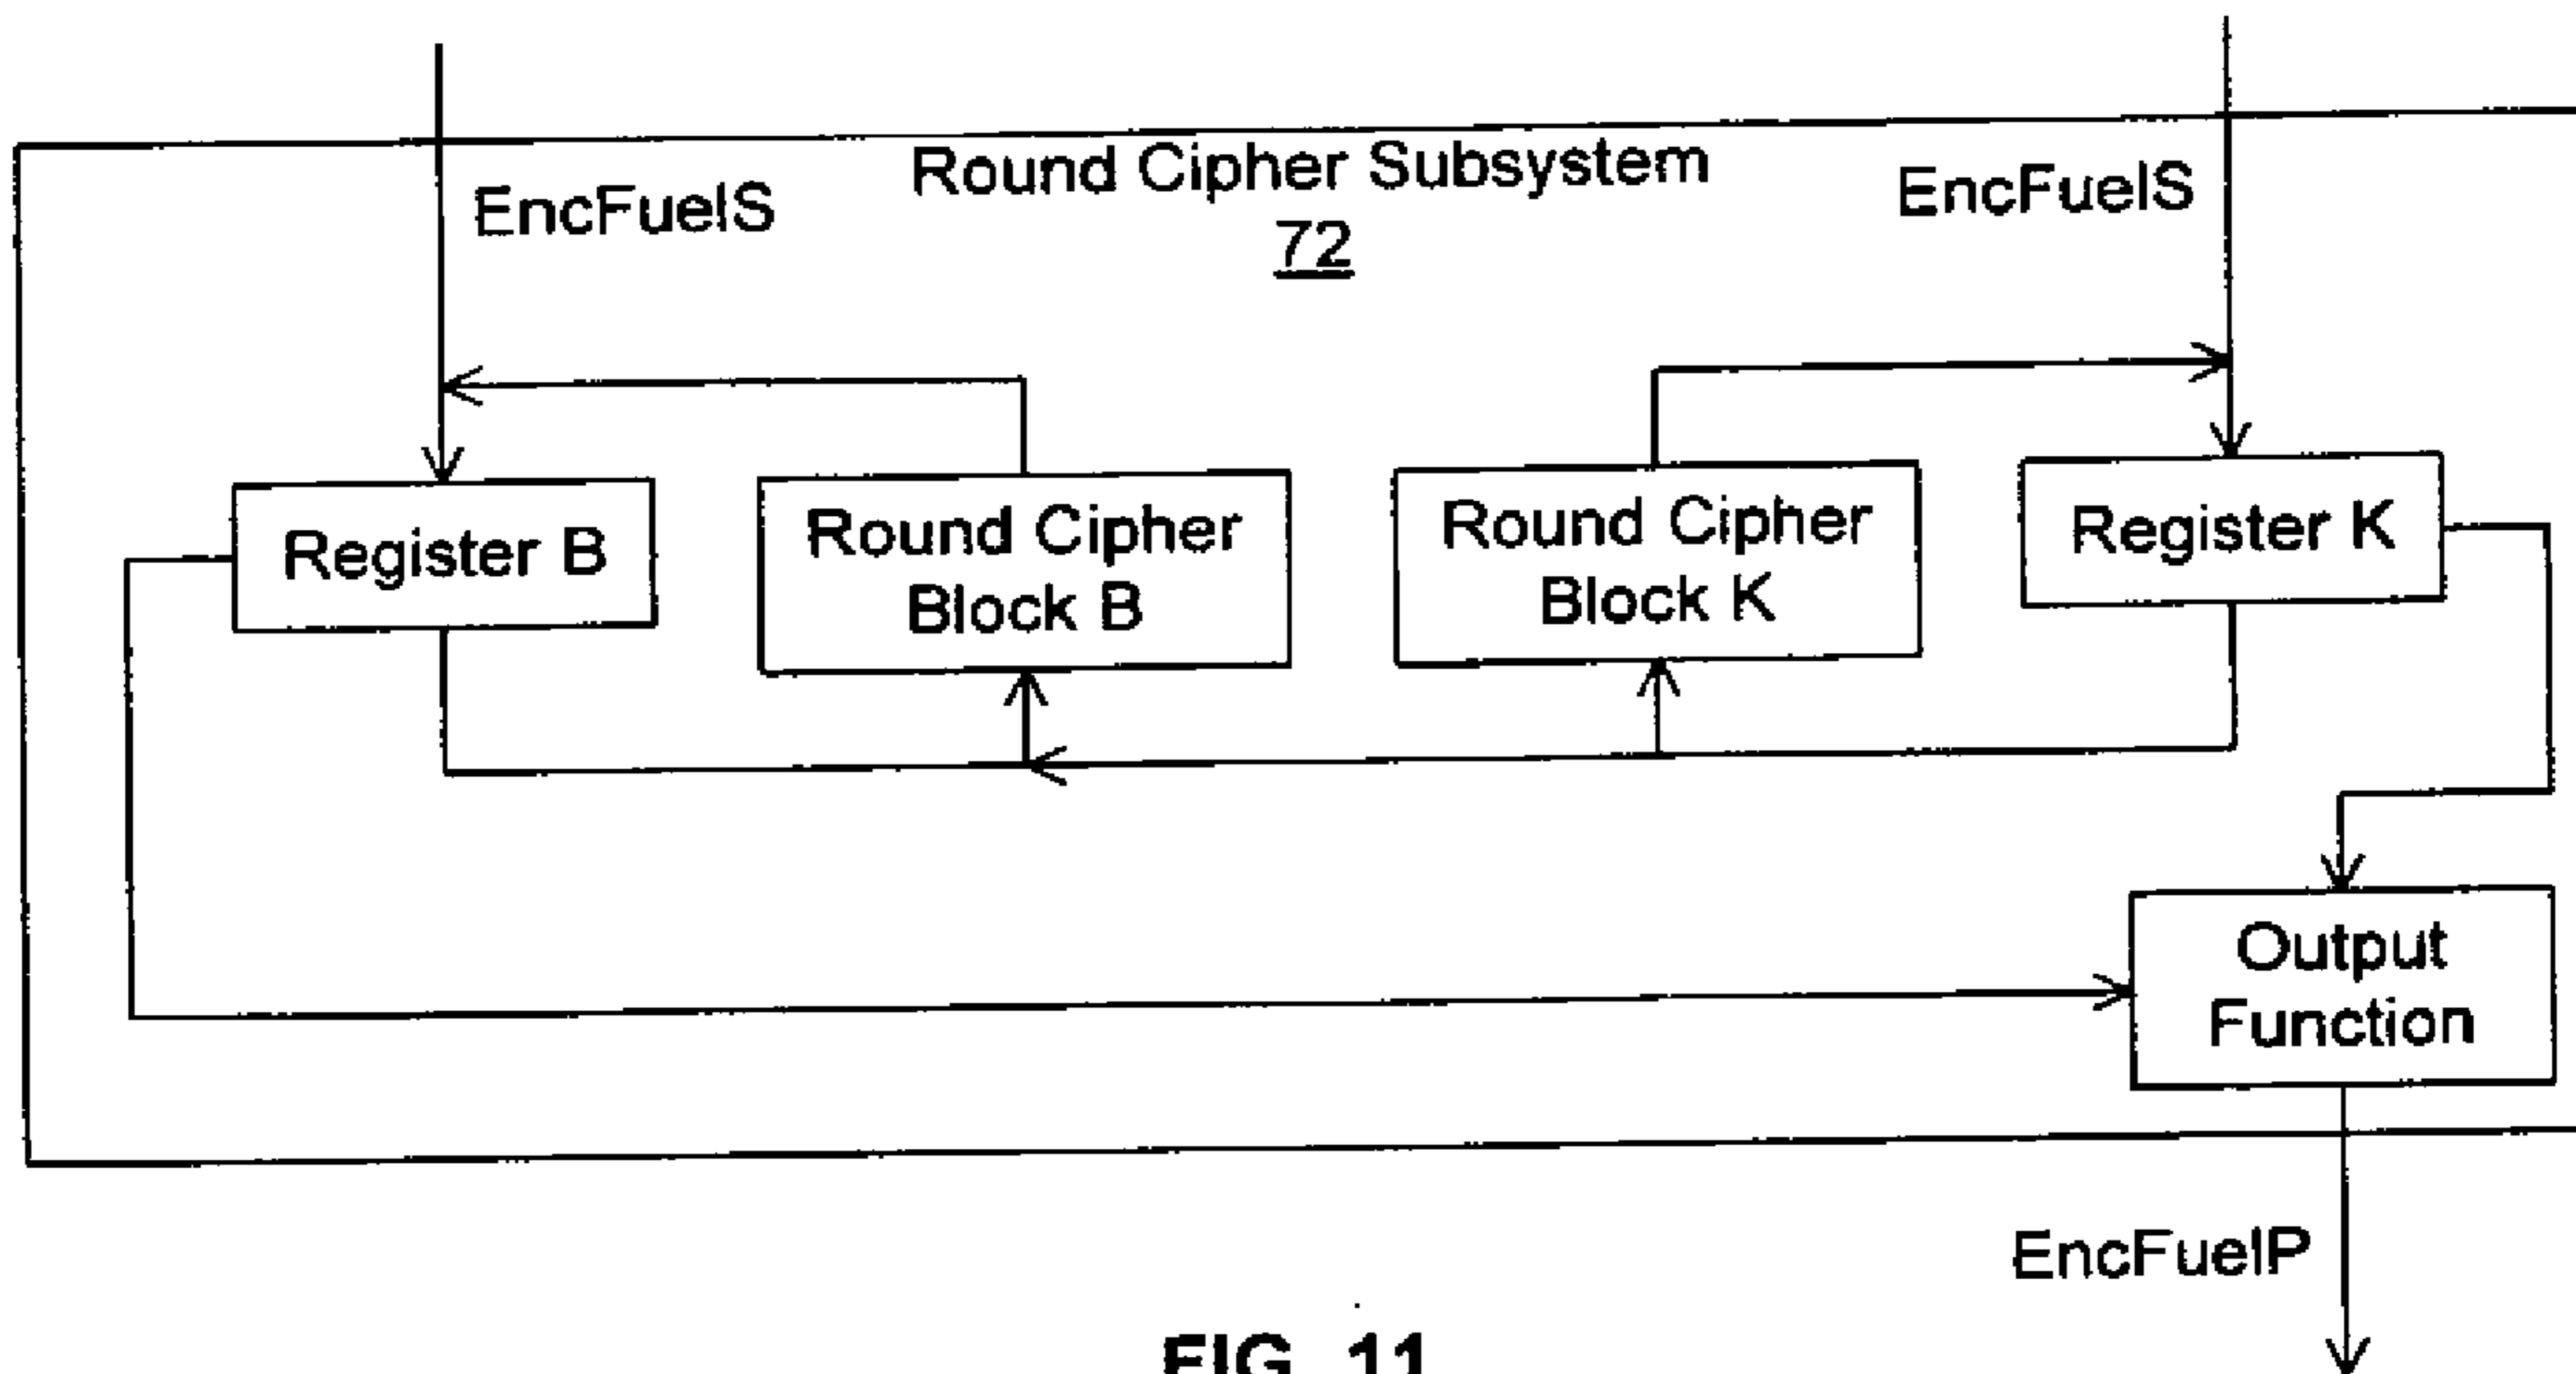 Round Cipher Subsystem
72
EncFuelS
EncFuelS
Register B
Round Cipher
Block B
Round Cipher
Block K
Register K
Output
Function
EncFuelP
FIG. 11